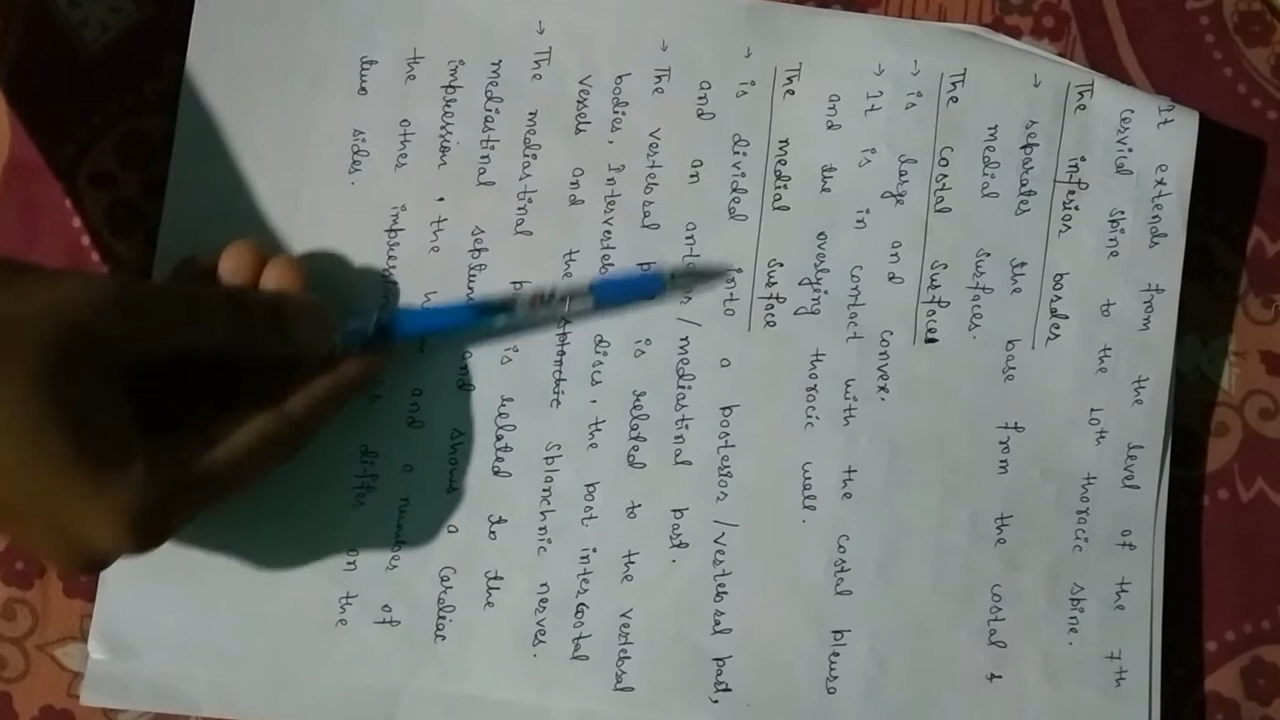 It extends from the level of the 7th
cervical spine to the 10th thoracic spine.
The inferior border
→ separates the base from the costal &
medial surfaces.
The costal surfaces
→ is large and convex.
→ It is in contact with the costal pleura
and the overlying thoracic wall.
The medial surface
→ is divided into a posterior / vertebral part,
and an / mediastinal part.
→ The vertebral is related to the vertebral
bodies, discs, the post intercostal
vessels and the splanchnic nerves.
→ The mediastinal is related to the
mediastinal and shows a Cardiac
impression, the and a number of
the other differ on the
two sides.